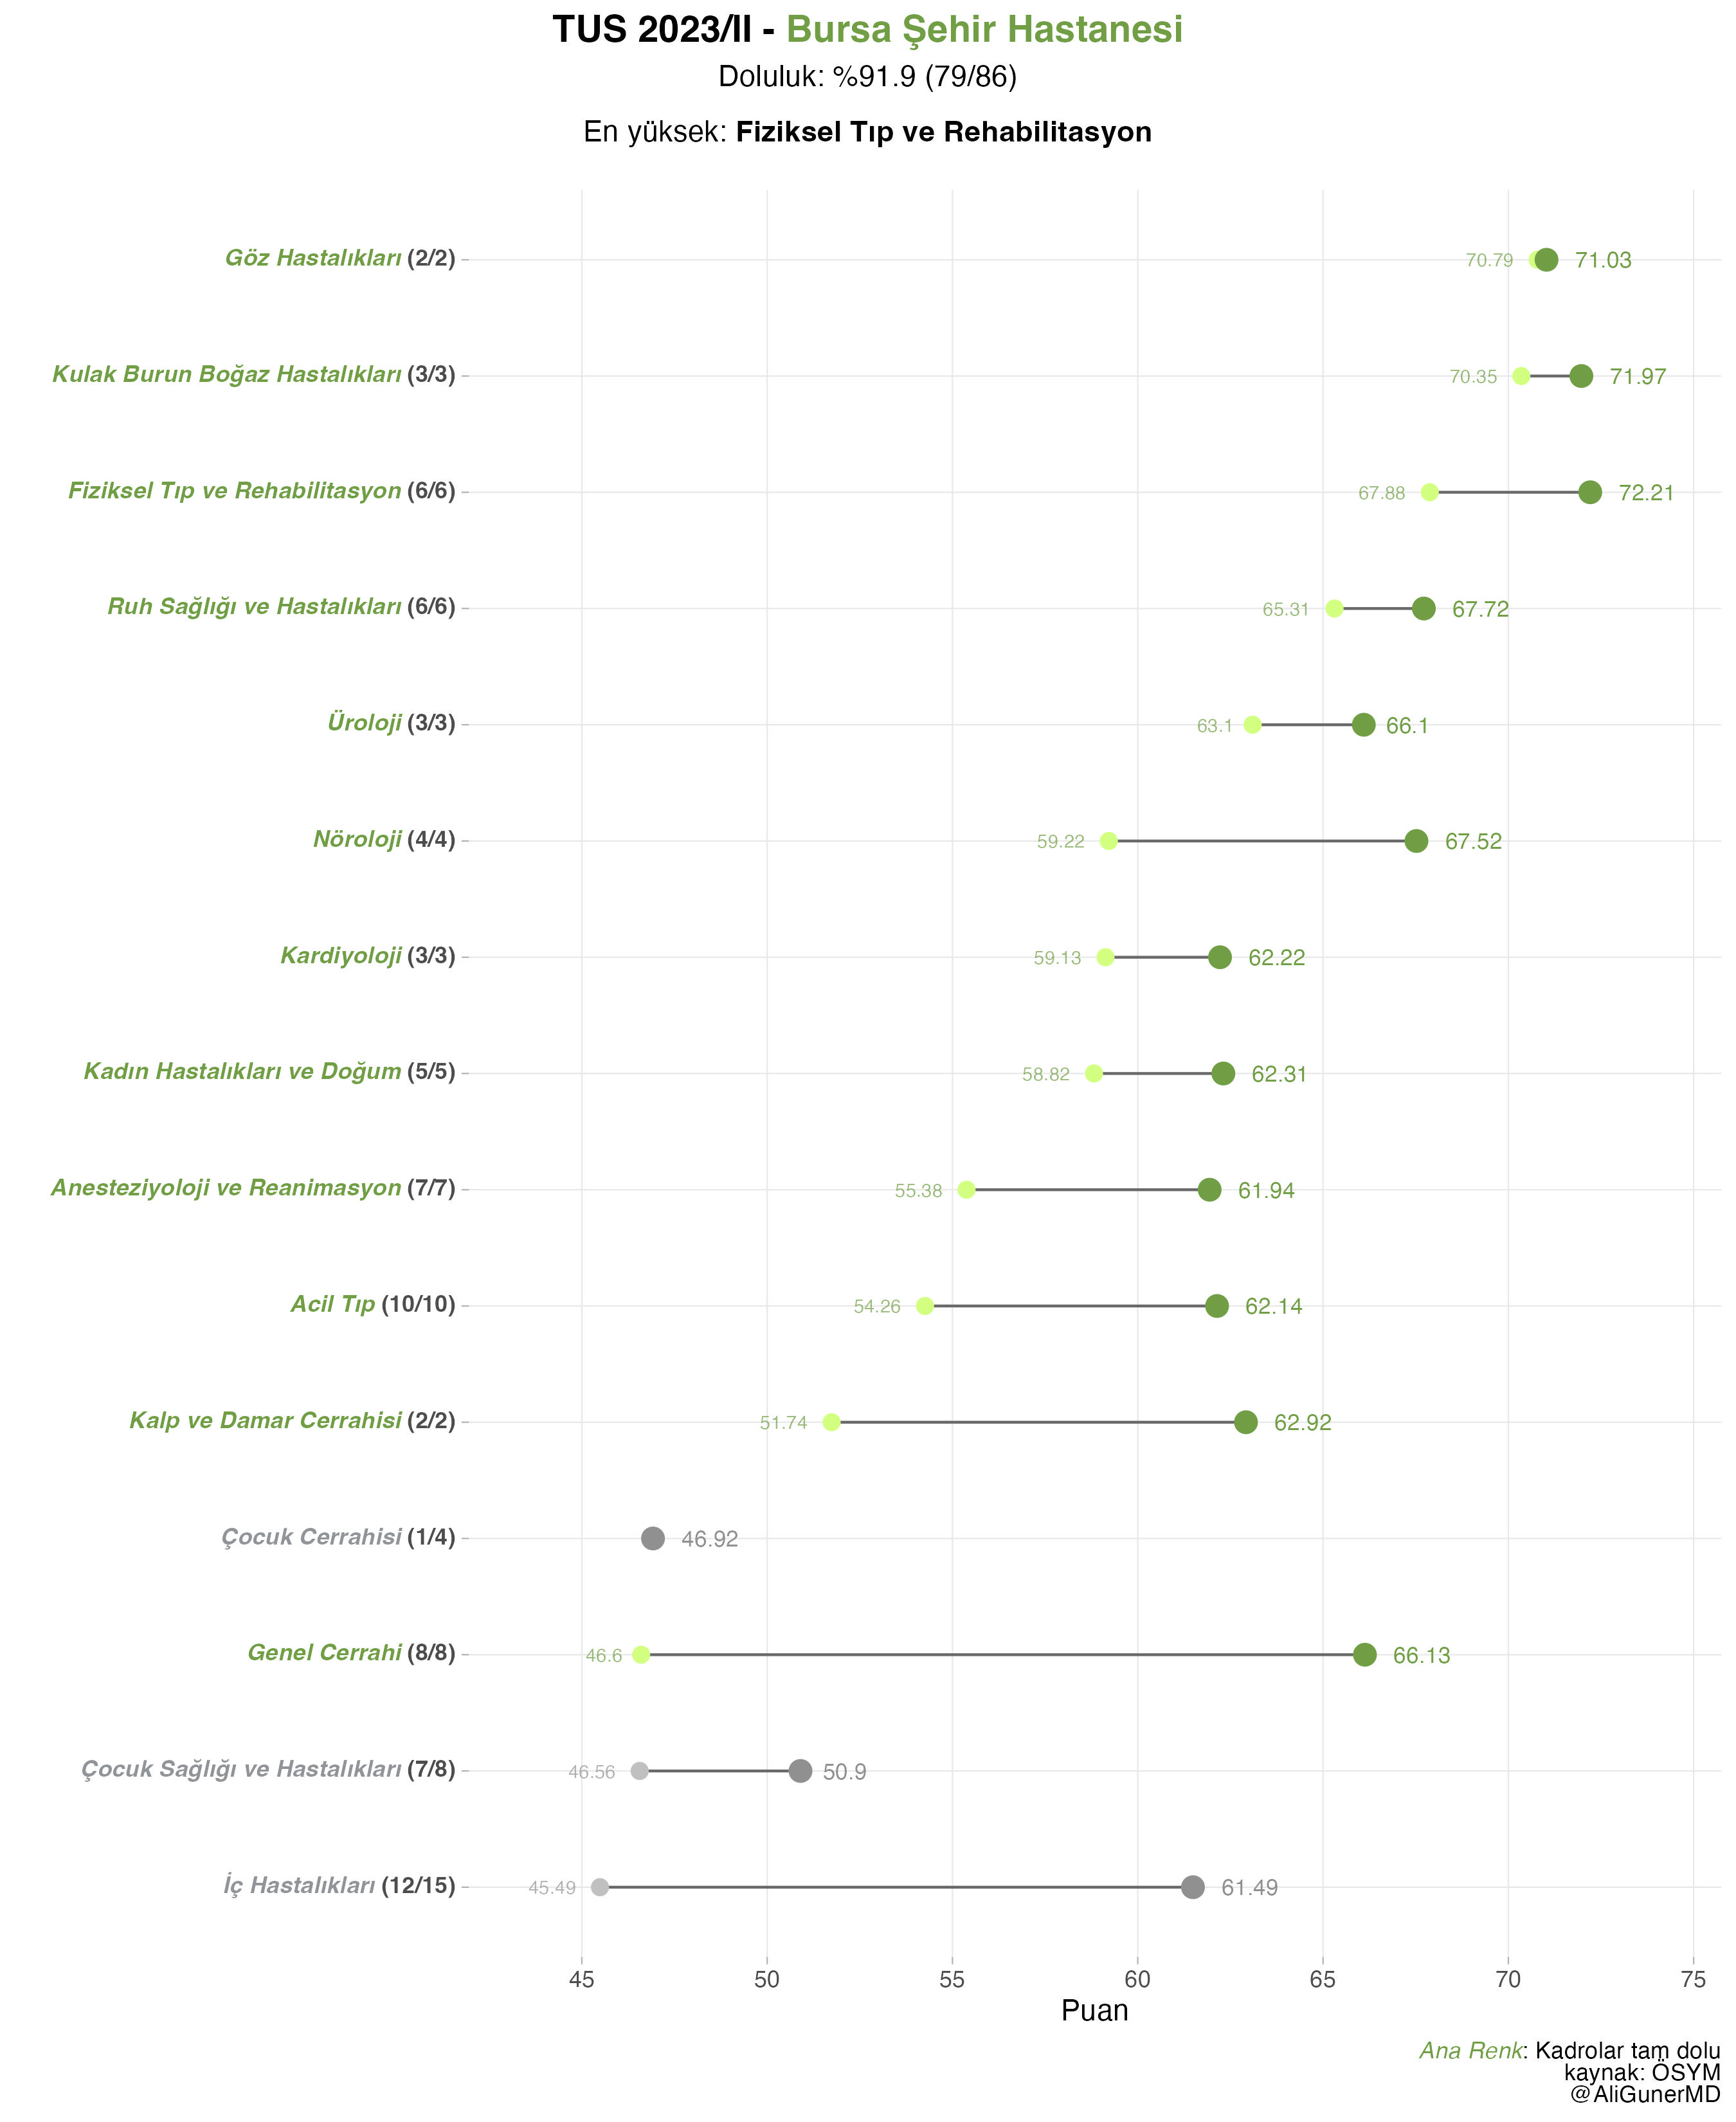 TUS 2023/II - Bursa Şehir Hastanesi
Doluluk: %91.9 (79/86)
En yüksek: Fiziksel Tıp ve Rehabilitasyon
Göz Hastalıkları (2/2) 70.79 71.03
Kulak Burun Boğaz Hastalıkları (3/3) 70.35 71.97
Fiziksel Tıp ve Rehabilitasyon (6/6) 67.88 72.21
Ruh Sağlığı ve Hastalıkları (6/6) 65.31 67.72
Üroloji (3/3) 63.1 66.1
Nöroloji (4/4) 59.22 67.52
Kardiyoloji (3/3) 59.13 62.22
Kadın Hastalıkları ve Doğum (5/5) 58.82 62.31
Anesteziyoloji ve Reanimasyon (7/7) 55.38 61.94
Acil Tıp (10/10) 54.26 62.14
Kalp ve Damar Cerrahisi (2/2) 51.74 62.92
Çocuk Cerrahisi (1/4) 46.92
Genel Cerrahi (8/8) 46.6 66.13
Çocuk Sağlığı ve Hastalıkları (7/8) 46.56 50.9
İç Hastalıkları (12/15) 45.49 61.49
45 50 55 60 65 70 75
Puan
Ana Renk: Kadrolar tam dolu
kaynak: ÖSYM
@AliGunerMD